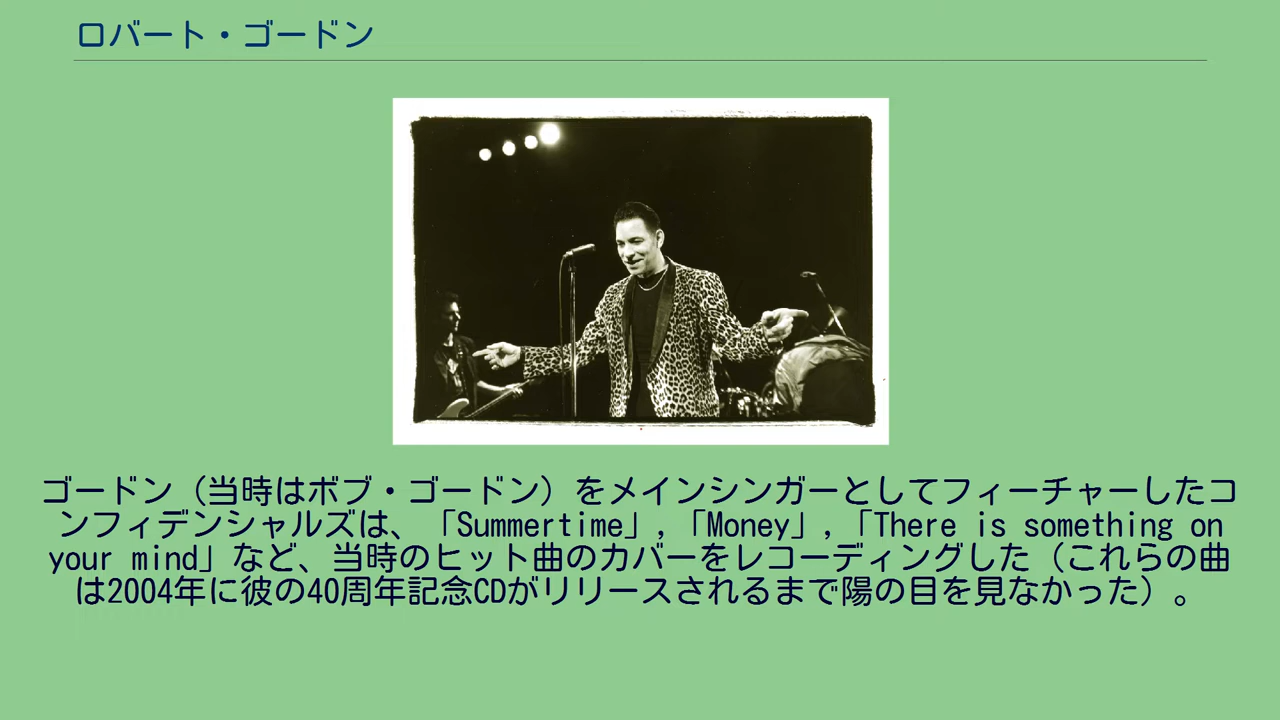 ロバート・ゴードン
ゴードン（当時はボブ・ゴードン）をメインシンガーとしてフィーチャーしたコ
ンフィデンシャルズは、「Summertime」,「Money」,「There is something on
your mind」など、当時のヒット曲のカバーをレコーディングした（これらの曲
は2004年に彼の40周年記念CDがリリースされるまで陽の目を見なかった）。